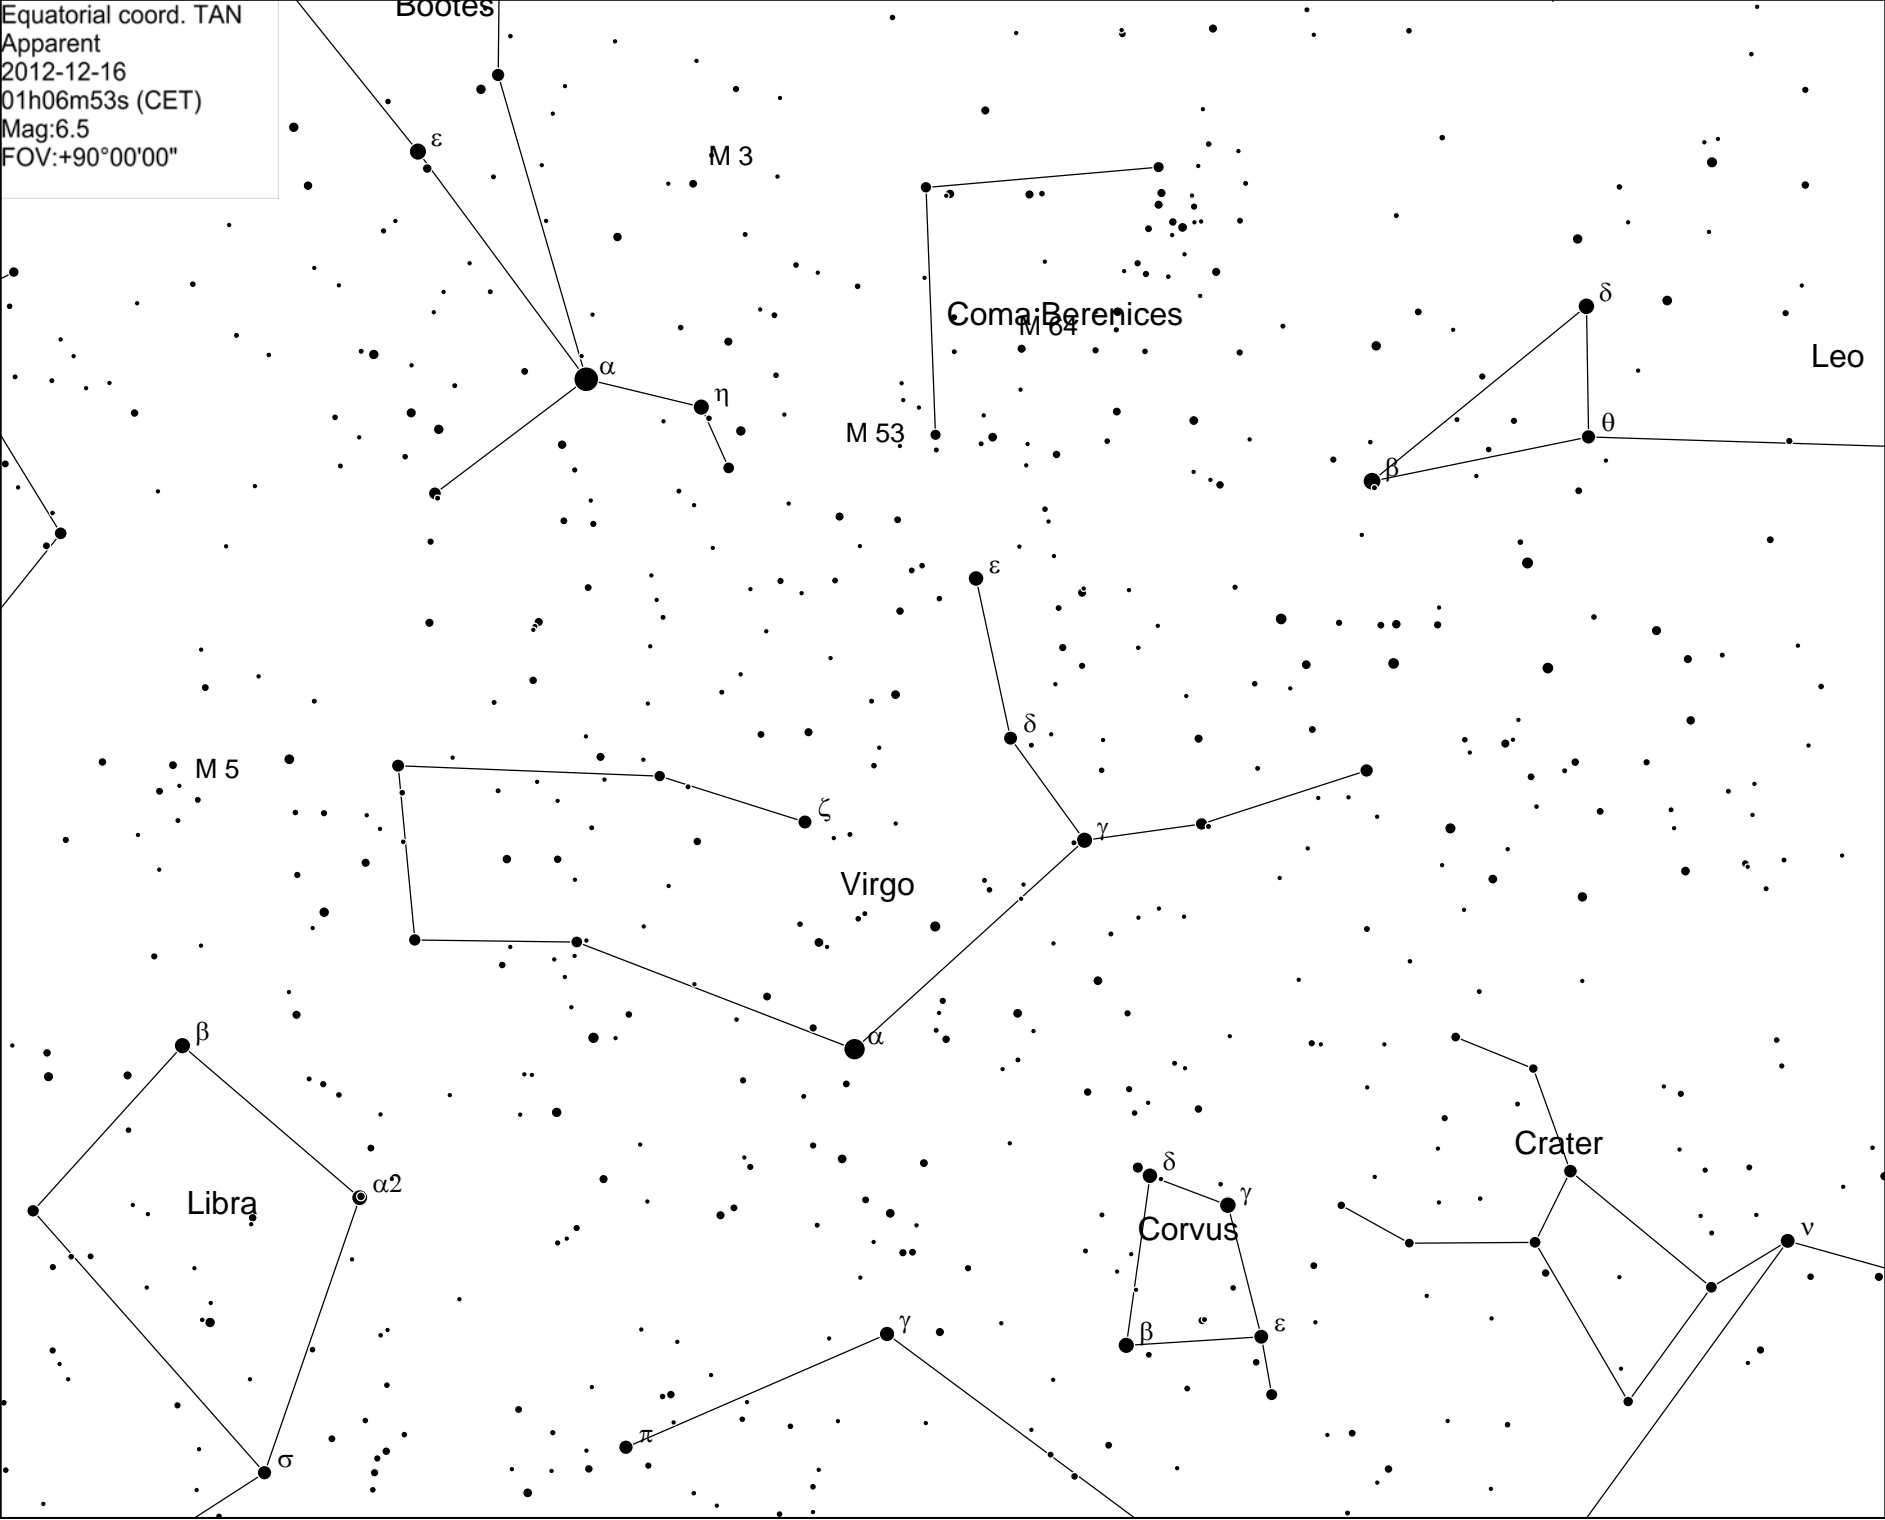 Equatorial coord. TAN
Apparent
2012-12-16
01h06m53s (CET)
Mag:6.5
FOV:+90°00'00"
Bootes
ε
M 3
δ
Coma Berenices
M 64
Leo
α
η
θ
M 53
β
ε
δ
M 5
ζ
γ
Virgo
α
β
Crater
δ
α2
γ
Libra
Corvus
ν
γ
β
ε
π
σ